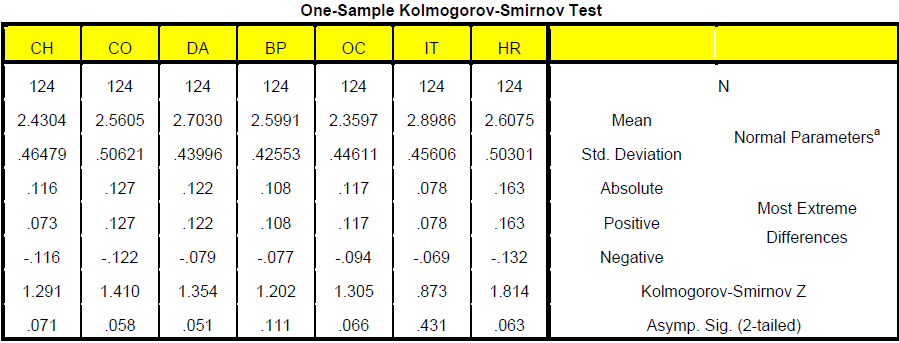 One-Sample Kolmogorov-Smirnov Test
CH CO DA BP OC IT HR
124 124 124 124 124 124 124 N
2.4304 2.5605 2.7030 2.5991 2.3597 2.8986 2.6075 Mean Normal Parametersᵃ
.46479 .50621 .43996 .42553 .44611 .45606 .50301 Std. Deviation
.116 .127 .122 .108 .117 .078 .163 Absolute Most Extreme Differences
.073 .127 .122 .108 .117 .078 .163 Positive
-.116 -.122 -.079 -.077 -.094 -.069 -.132 Negative
1.291 1.410 1.354 1.202 1.305 .873 1.814 Kolmogorov-Smirnov Z
.071 .058 .051 .111 .066 .431 .063 Asymp. Sig. (2-tailed)